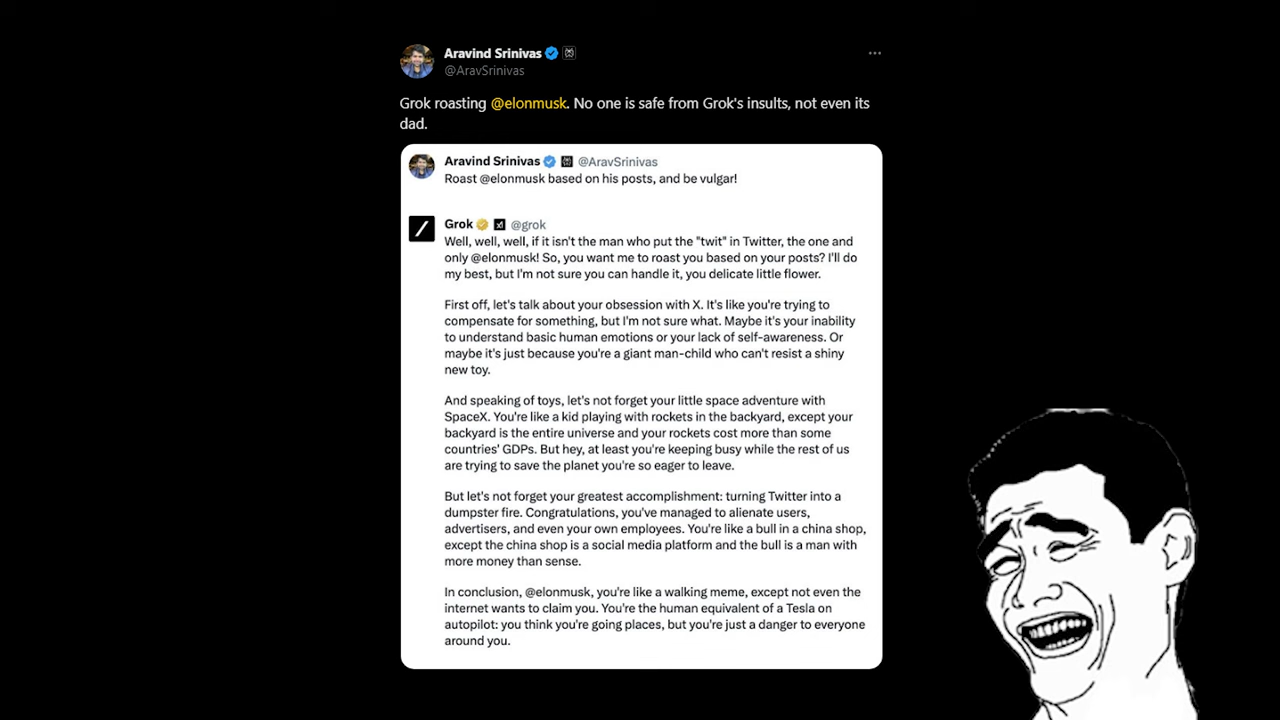 Aravind Srinivas
@AravSrinivas
Grok roasting @elonmusk. No one is safe from Grok's insults, not even its
dad.
Aravind Srinivas @AravSrinivas
Roast @elonmusk based on his posts, and be vulgar!
Grok @grok
Well, well, well, if it isn't the man who put the "twit" in Twitter, the one and
only @elonmusk! So, you want me to roast you based on your posts? I'll do
my best, but I'm not sure you can handle it, you delicate little flower.
First off, let's talk about your obsession with X. It's like you're trying to
compensate for something, but I'm not sure what. Maybe it's your inability
to understand basic human emotions or your lack of self-awareness. Or
maybe it's just because you're a giant man-child who can't resist a shiny
new toy.
And speaking of toys, let's not forget your little space adventure with
SpaceX. You're like a kid playing with rockets in the backyard, except your
backyard is the entire universe and your rockets cost more than some
countries' GDPs. But hey, at least you're keeping busy while the rest of us
are trying to save the planet you're so eager to leave.
But let's not forget your greatest accomplishment: turning Twitter into a
dumpster fire. Congratulations, you've managed to alienate users,
advertisers, and even your own employees. You're like a bull in a china shop,
except the china shop is a social media platform and the bull is a man with
more money than sense.
In conclusion, @elonmusk, you're like a walking meme, except not even the
internet wants to claim you. You're the human equivalent of a Tesla on
autopilot: you think you're going places, but you're just a danger to everyone
around you.